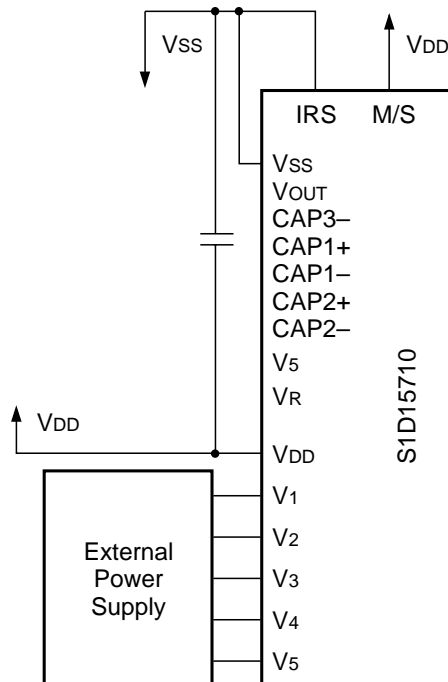 VSS
VDD
IRS M/S
VSS
VOUT
CAP3–
CAP1+
CAP1–
CAP2+
CAP2–
V5
VR
S1D15710
VDD
VDD
V1
V2
External
Power
Supply
V3
V4
V5